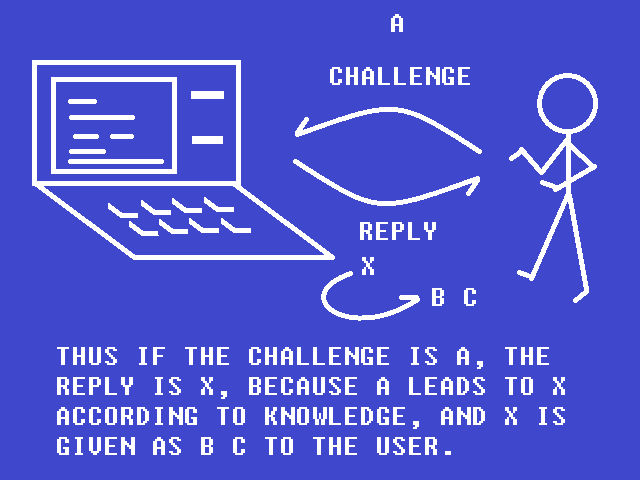 A
CHALLENGE
REPLY
X
B C
THUS IF THE CHALLENGE IS A, THE
REPLY IS X, BECAUSE A LEADS TO X
ACCORDING TO KNOWLEDGE, AND X IS
GIVEN AS B C TO THE USER.